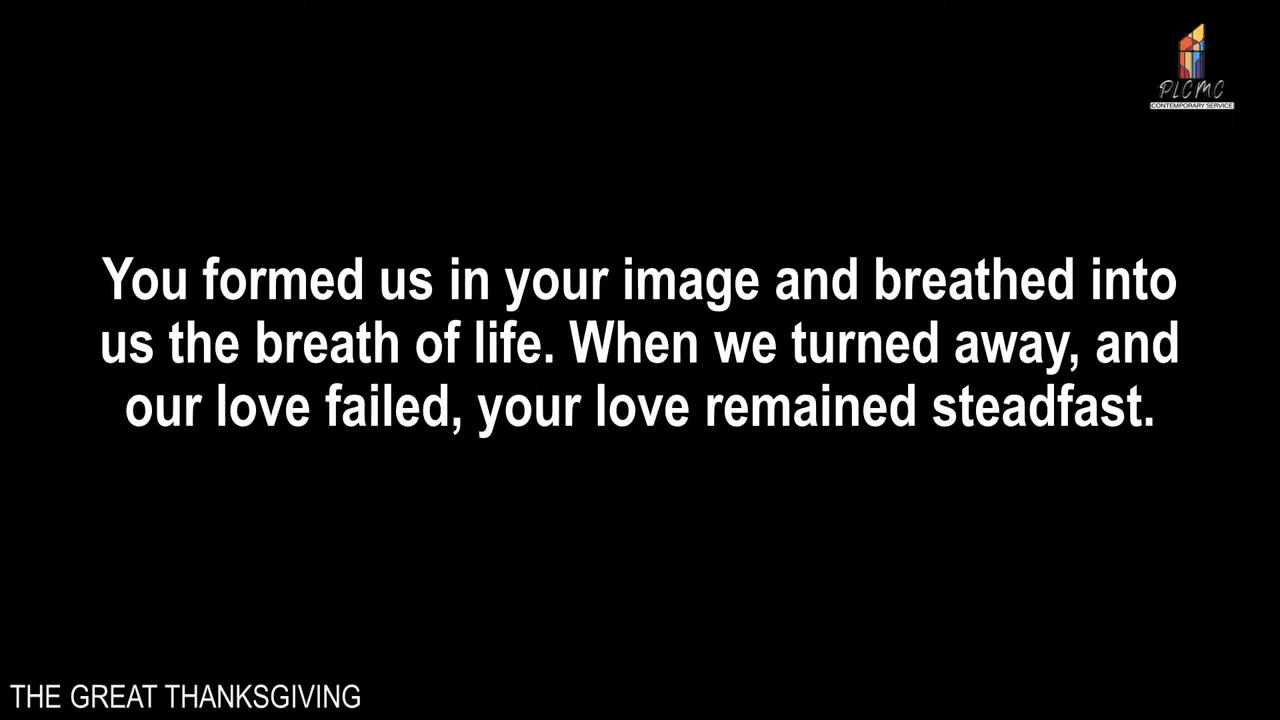 PLCMC
CONTEMPORARY SERVICE
You formed us in your image and breathed into
us the breath of life. When we turned away, and
our love failed, your love remained steadfast.
THE GREAT THANKSGIVING